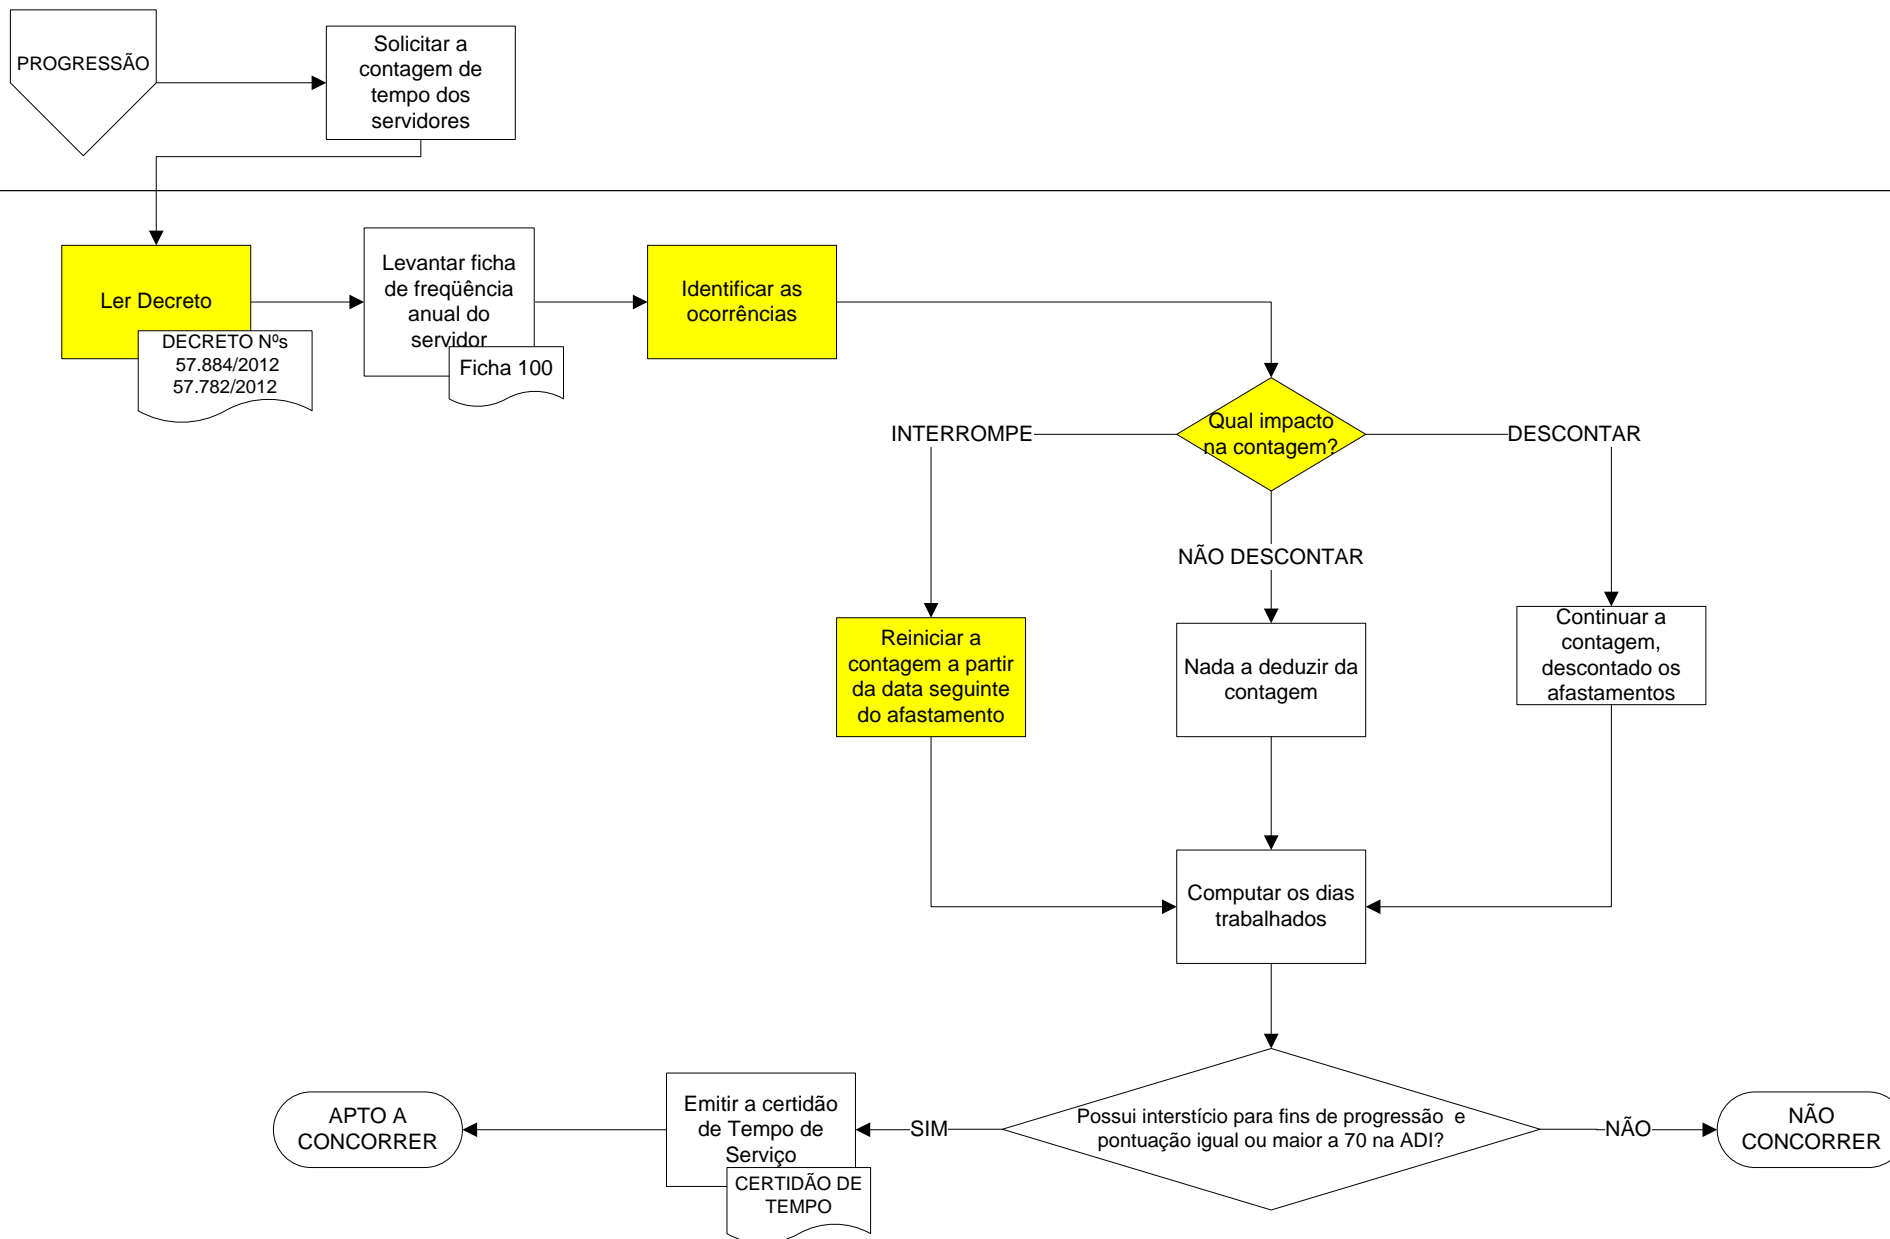 PROGRESSÃO
Solicitar a
contagem de
tempo dos
servidores
Ler Decreto
DECRETO Nºs
57.884/2012
57.782/2012
Levantar ficha
de freqüência
anual do
servidor
Ficha 100
Identificar as
ocorrências
Qual impacto
na contagem?
INTERROMPE
DESCONTAR
NÃO DESCONTAR
Reiniciar a
contagem a partir
da data seguinte
do afastamento
Nada a deduzir da
contagem
Continuar a
contagem,
descontado os
afastamentos
Computar os dias
trabalhados
Possui interstício para fins de progressão e
pontuação igual ou maior a 70 na ADI?
SIM
NÃO
Emitir a certidão
de Tempo de
Serviço
CERTIDÃO DE
TEMPO
APTO A
CONCORRER
NÃO
CONCORRER